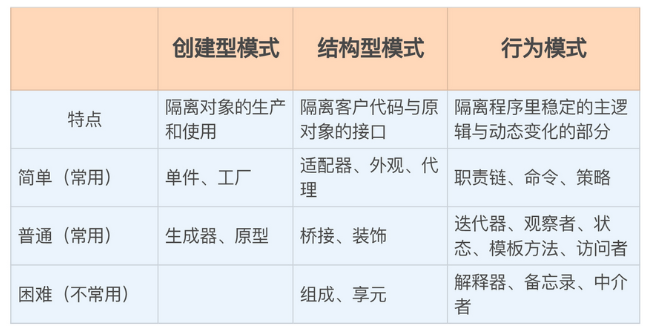 创建型模式 结构型模式 行为模式
特点
隔离对象的生产
和使用
隔离客户代码与原
对象的接口
隔离程序里稳定的主逻
辑与动态变化的部分
简单（常用）
单件、工厂
适配器、外观、代
理
职责链、命令、策略
普通（常用）
生成器、原型
桥接、装饰
迭代器、观察者、状
态、模板方法、访问者
困难（不常用）
组成、享元
解释器、备忘录、中介
者